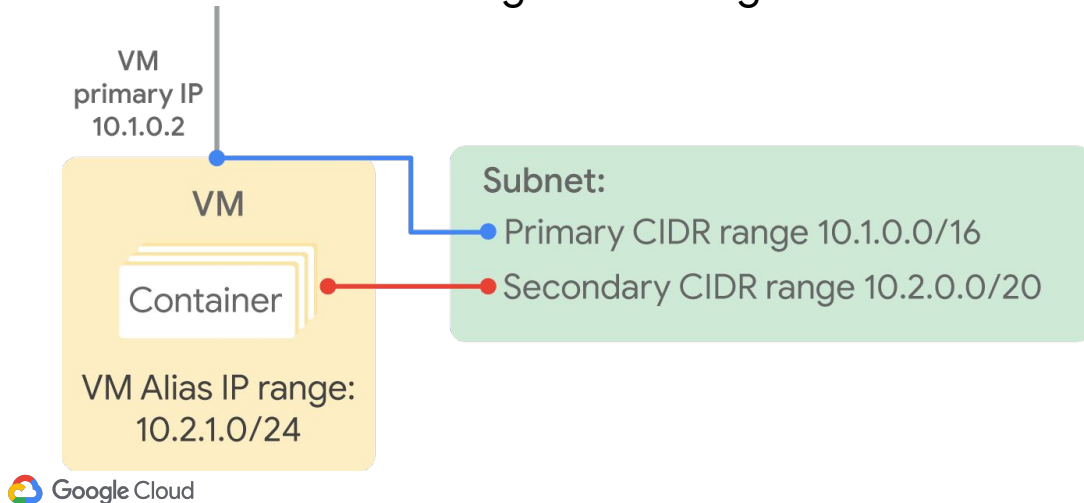 VM
primary IP
10.1.0.2
VM
Container
VM Alias IP range:
10.2.1.0/24
Subnet:
Primary CIDR range 10.1.0.0/16
Secondary CIDR range 10.2.0.0/20
Google Cloud